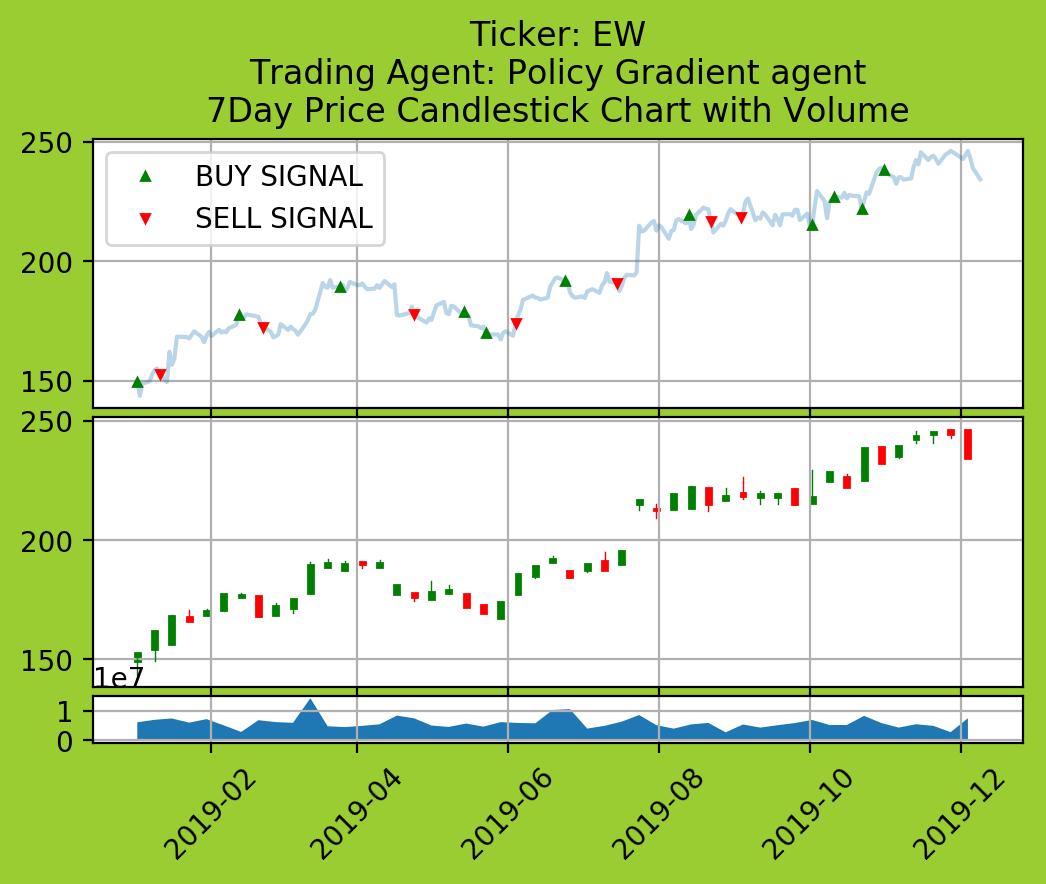 Ticker: EW
Trading Agent: Policy Gradient agent
7Day Price Candlestick Chart with Volume
250
BUY SIGNAL
SELL SIGNAL
200
150
250
200
150
1e7
1
0
2019-02
2019-04
2019-06
2019-08
2019-10
2019-12